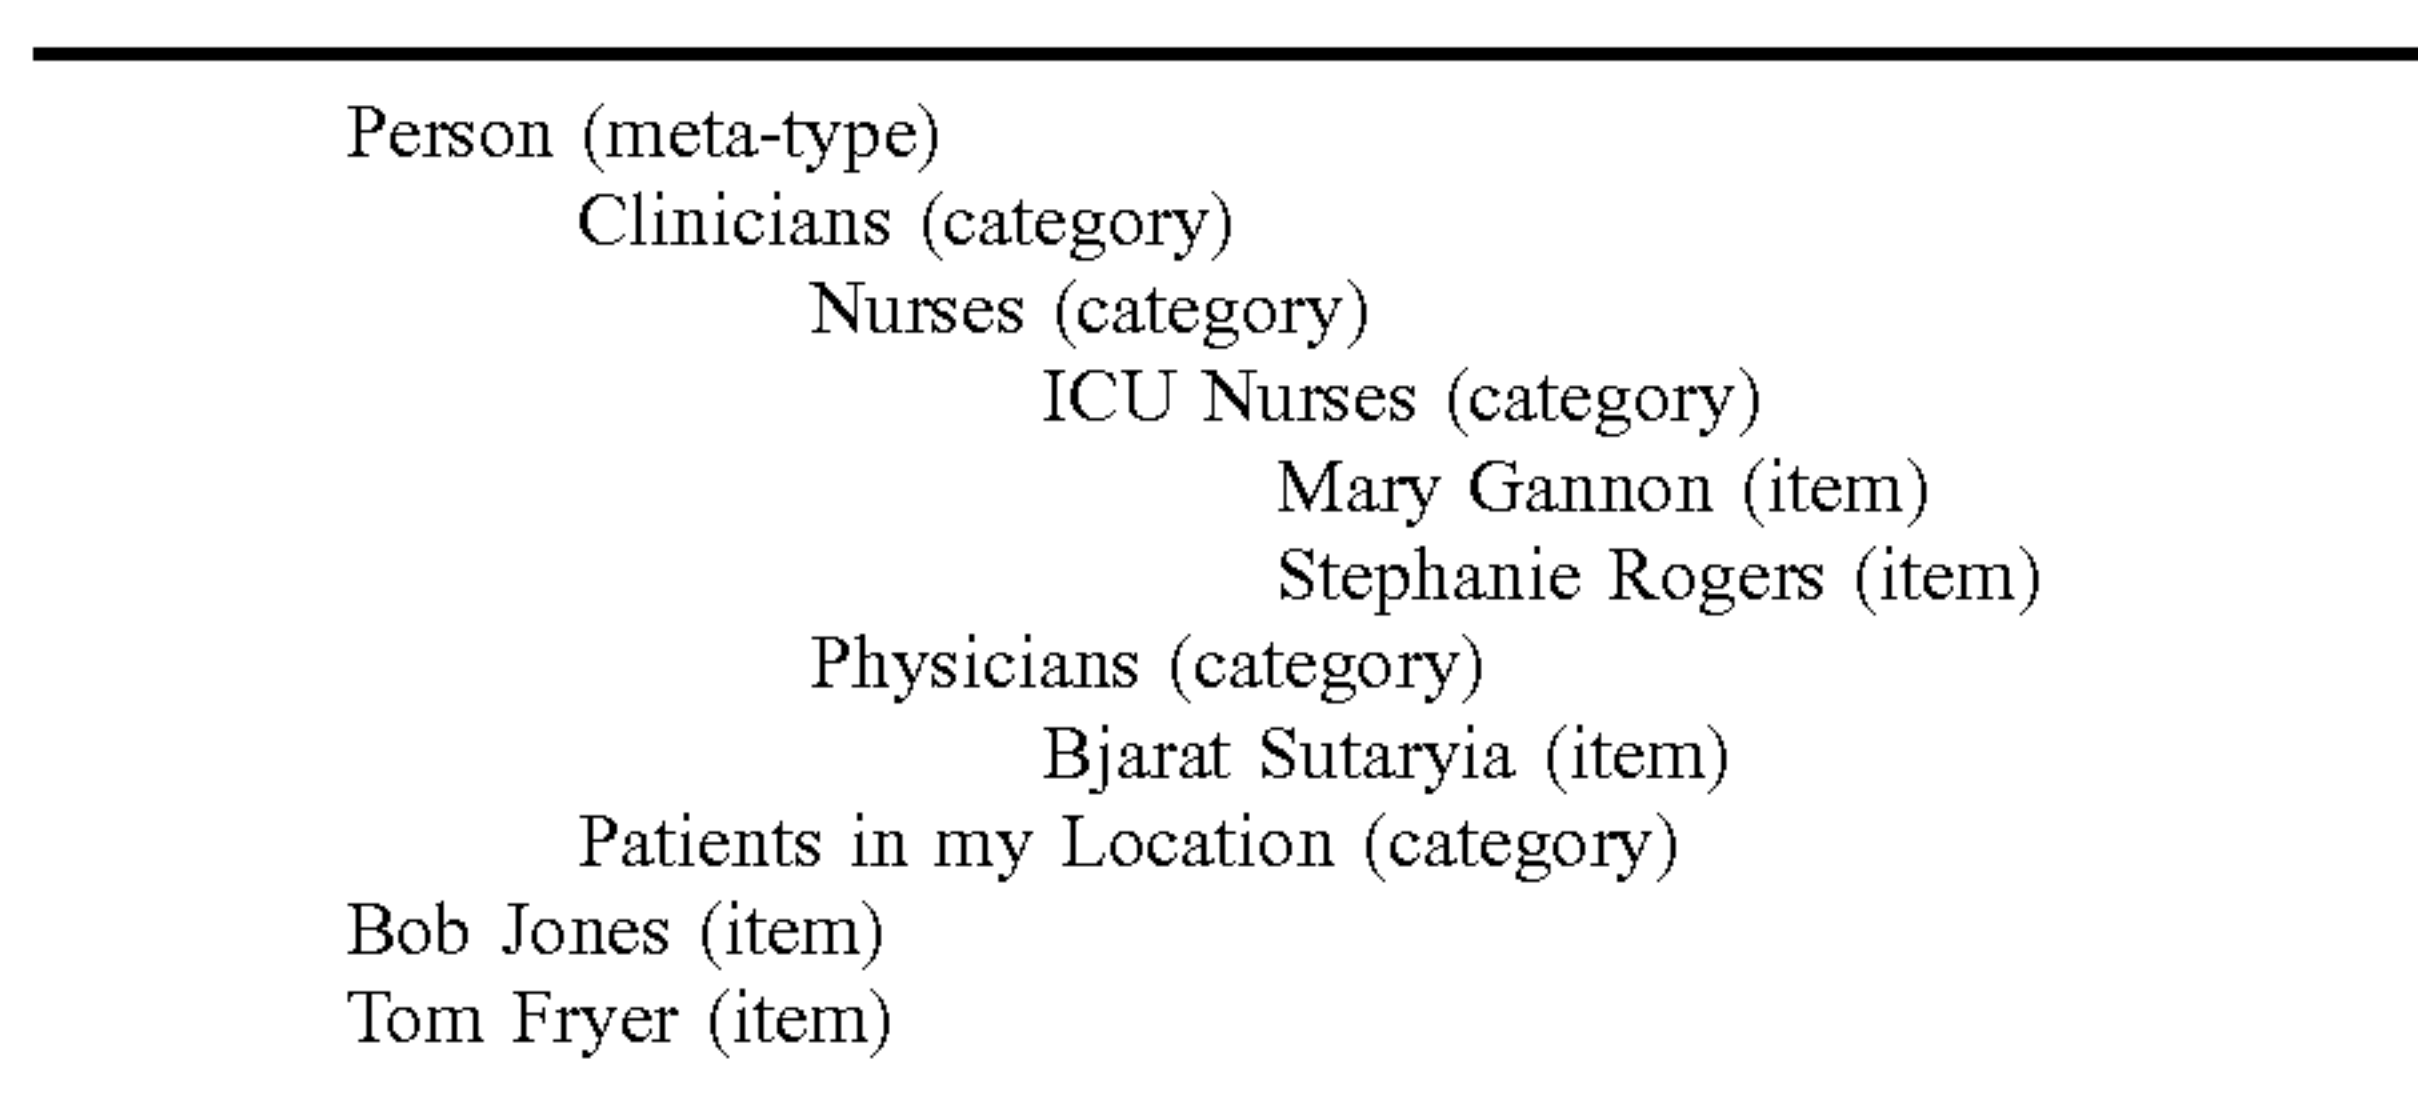 Person (meta-type)
Clinicians (category)
Nurses (category)
ICU Nurses (category)
Mary Gannon (item)
Stephanie Rogers (item)
Physicians (category)
Bjarat Sutaryia (item)
Patients in my Location (category)
Bob Jones (item)
Tom Fryer (item)